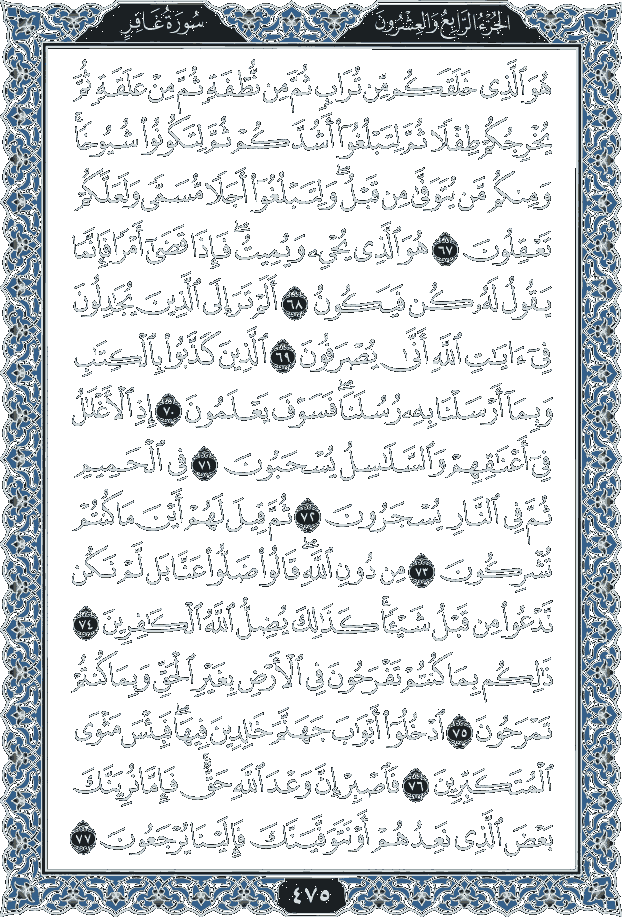 الجزء الرابع والعشرون
سورة غافر
هُوَ ٱلَّذِى خَلَقَكُم مِّن تُرَابٍ ثُمَّ مِن نُّطْفَةٍ ثُمَّ مِنْ عَلَقَةٍ ثُمَّ
يُخْرِجُكُمْ طِفْلًا ثُمَّ لِتَبْلُغُوٓا۟ أَشُدَّكُمْ ثُمَّ لِتَكُونُوا۟ شُيُوخًا ۚ
وَمِنكُم مَّن يُتَوَفَّىٰ مِن قَبْلُ ۖ وَلِتَبْلُغُوٓا۟ أَجَلًا مُّسَمًّى وَلَعَلَّكُمْ
تَعْقِلُونَ ٦٧ هُوَ ٱلَّذِى يُحْىِۦ وَيُمِيتُ ۖ فَإِذَا قَضَىٰٓ أَمْرًا فَإِنَّمَا
يَقُولُ لَهُۥ كُن فَيَكُونُ ٦٨ أَلَمْ تَرَ إِلَى ٱلَّذِينَ يُجَٰدِلُونَ
فِىٓ ءَايَٰتِ ٱللَّهِ أَنَّىٰ يُصْرَفُونَ ٦٩ ٱلَّذِينَ كَذَّبُوا۟ بِٱلْكِتَٰبِ
وَبِمَآ أَرْسَلْنَا بِهِۦ رُسُلَنَا ۖ فَسَوْفَ يَعْلَمُونَ ٧٠ إِذِ ٱلْأَغْلَٰلُ
فِىٓ أَعْنَٰقِهِمْ وَٱلسَّلَٰسِلُ يُسْحَبُونَ ٧١ فِى ٱلْحَمِيمِ
ثُمَّ فِى ٱلنَّارِ يُسْجَرُونَ ٧٢ ثُمَّ قِيلَ لَهُمْ أَيْنَ مَا كُنتُمْ
تُشْرِكُونَ ٧٣ مِن دُونِ ٱللَّهِ ۖ قَالُوا۟ ضَلُّوا۟ عَنَّا بَل لَّمْ نَكُن
نَّدْعُوا۟ مِن قَبْلُ شَيْـًٔا ۚ كَذَٰلِكَ يُضِلُّ ٱللَّهُ ٱلْكَٰفِرِينَ ٧٤
ذَٰلِكُم بِمَا كُنتُمْ تَفْرَحُونَ فِى ٱلْأَرْضِ بِغَيْرِ ٱلْحَقِّ وَبِمَا كُنتُمْ
تَمْرَحُونَ ٧٥ ٱدْخُلُوٓا۟ أَبْوَٰبَ جَهَنَّمَ خَٰلِدِينَ فِيهَا ۖ فَبِئْسَ مَثْوَى
ٱلْمُتَكَبِّرِينَ ٧٦ فَٱصْبِرْ إِنَّ وَعْدَ ٱللَّهِ حَقٌّ ۚ فَإِمَّا نُرِيَنَّكَ
بَعْضَ ٱلَّذِى نَعِدُهُمْ أَوْ نَتَوَفَّيَنَّكَ فَإِلَيْنَا يُرْجَعُونَ ٧٧
٤٧٥